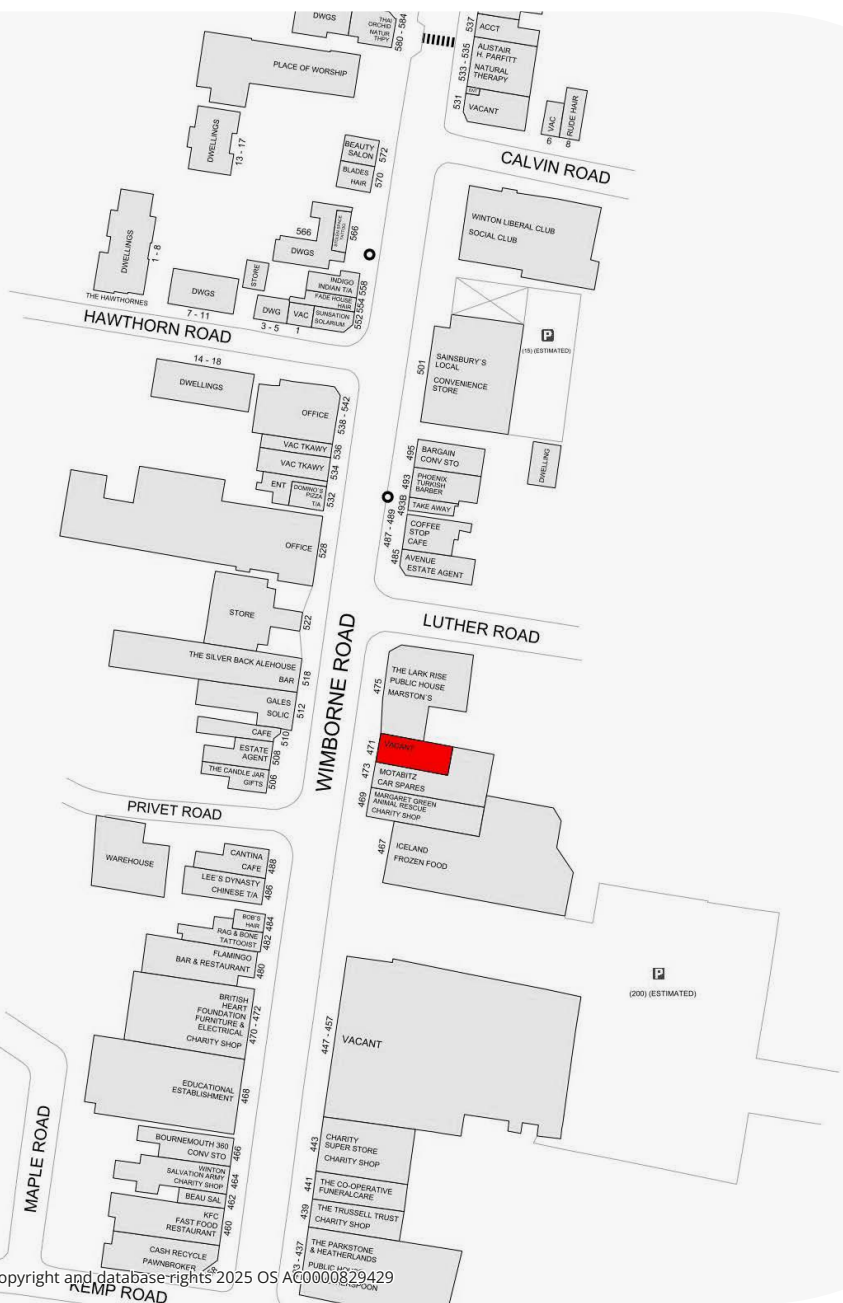 DWGS
THAI
ORCHID
NATUR
THPY
580 - 584
537
ACCT
ALISTAIR
H. PARFITT
NATURAL
THERAPY
533 - 535
ENT
VACANT
531
VAC
6
RUDE HAIR
8
PLACE OF WORSHIP
DWELLINGS
13 - 17
CALVIN ROAD
BEAUTY
SALON
572
BLADES
HAIR
570
WINTON LIBERAL CLUB
SOCIAL CLUB
DWELLINGS
1 - 8
THE HAWTHORNES
566
DWGS
566
STORE
DWGS
7 - 11
INDIGO
INDIAN T/A
558
FADE HOUSE
HAIR
554
SUNSATION
SOLARIUM
552
DWG
3 - 5
VAC
1
HAWTHORN ROAD
P
(15) (ESTIMATED)
501
SAINSBURY'S
LOCAL
CONVENIENCE
STORE
14 - 18
DWELLINGS
OFFICE
538 - 542
VAC TKAWY
536
VAC TKAWY
534
ENT
DOMINO'S
PIZZA
T/A
532
495
BARGAIN
CONV STO
493
PHOENIX
TURKISH
BARBER
493B
TAKE AWAY
487 - 489
COFFEE
STOP
CAFE
485
AVENUE
ESTATE AGENT
DWELLING
OFFICE
528
STORE
522
LUTHER ROAD
WIMBORNE ROAD
THE SILVER BACK ALEHOUSE
BAR
518
GALES
SOLIC
512
CAFE
510
ESTATE
AGENT
508
THE CANDLE JAR
GIFTS
506
475
THE LARK RISE
PUBLIC HOUSE
MARSTON'S
471
VACANT
473
MOTABITZ
CAR SPARES
469
MARGARET GREEN
ANIMAL RESCUE
CHARITY SHOP
467
ICELAND
FROZEN FOOD
PRIVET ROAD
WAREHOUSE
CANTINA
CAFE
488
LEE'S DYNASTY
CHINESE T/A
486
BOB'S
HAIR
484
RAG & BONE
TATTOOIST
482
FLAMINGO
BAR & RESTAURANT
480
BRITISH
HEART
FOUNDATION
FURNITURE &
ELECTRICAL
CHARITY SHOP
470 - 472
P
(200) (ESTIMATED)
447 - 457
VACANT
EDUCATIONAL
ESTABLISHMENT
468
MAPLE ROAD
BOURNEMOUTH 360
CONV STO
466
WINTON
SALVATION ARMY
CHARITY SHOP
464
BEAU SAL
462
KFC
FAST FOOD
RESTAURANT
460
CASH RECYCLE
PAWNBROKER
443
CHARITY
SUPER STORE
CHARITY SHOP
441
THE CO-OPERATIVE
FUNERALCARE
439
THE TRUSSELL TRUST
CHARITY SHOP
THE PARKSTONE
& HEATHERLANDS
PUBLIC HOUSE
opyright and database rights 2025 OS AC0000829429
KEMP ROAD